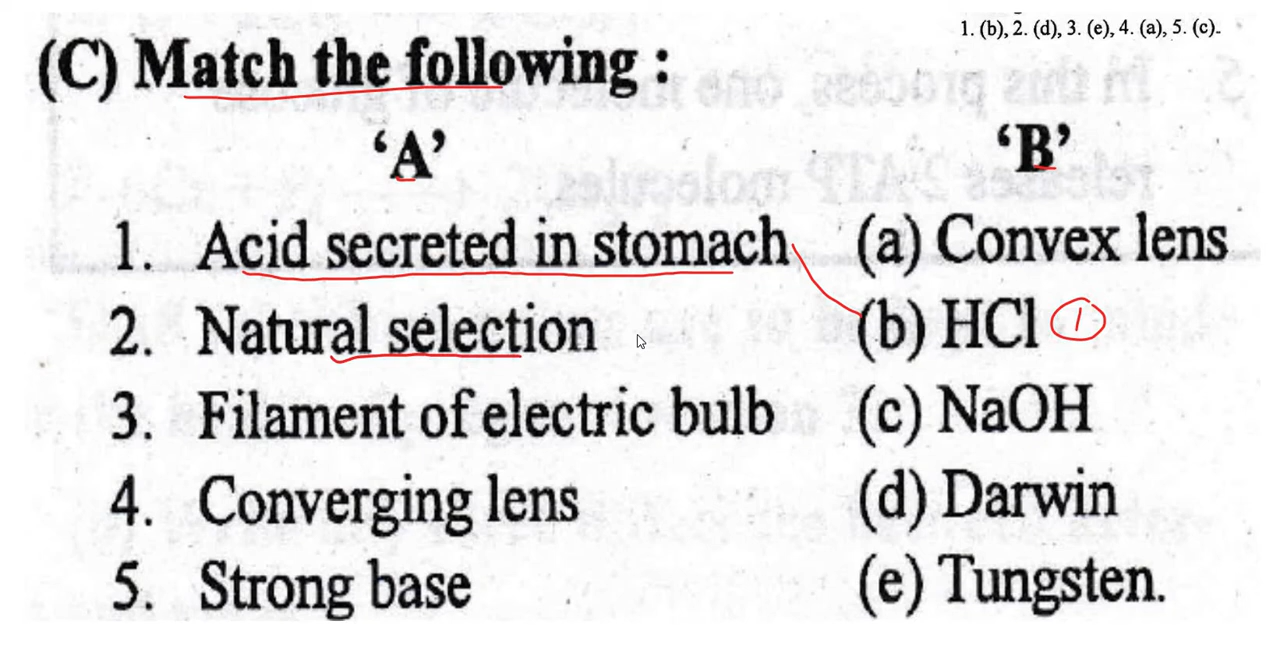 1. (b), 2. (d), 3. (e), 4. (a), 5. (c).
(C) Match the following :
‘A’ ‘B’
1. Acid secreted in stomach (a) Convex lens
2. Natural selection (b) HCl 1
3. Filament of electric bulb (c) NaOH
4. Converging lens (d) Darwin
5. Strong base (e) Tungsten.